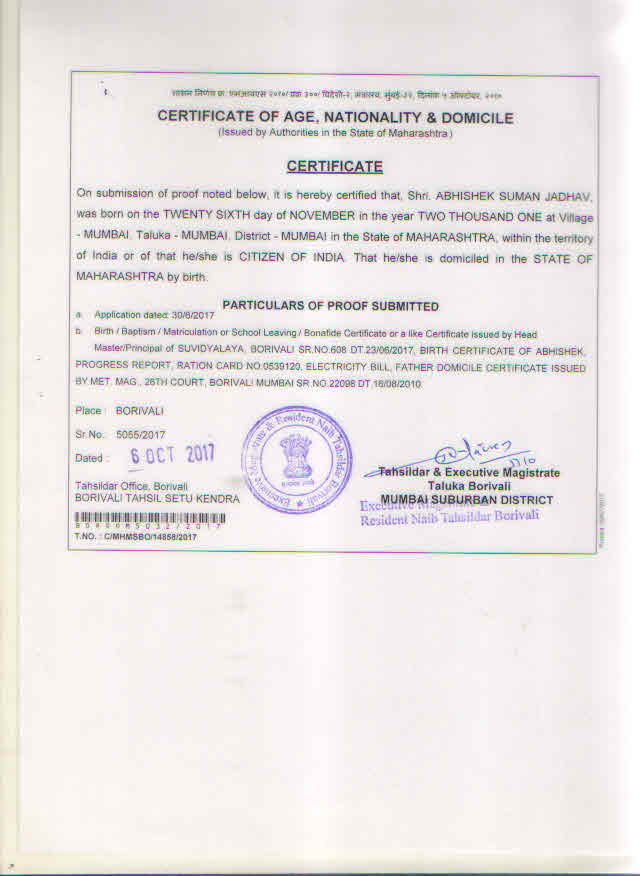 शासन निर्णय क्र. एमआयएस २०१०/ प्रक्र ३००/ विदेशी-२, मंत्रालय, मुंबई-३२, दिनांक ५ ऑक्टोबर, २०१०
CERTIFICATE OF AGE, NATIONALITY & DOMICILE
(Issued by Authorities in the State of Maharashtra)
CERTIFICATE
On submission of proof noted below, it is hereby certified that, Shri. ABHISHEK SUMAN JADHAV,
was born on the TWENTY SIXTH day of NOVEMBER in the year TWO THOUSAND ONE at Village
- MUMBAI, Taluka - MUMBAI, District - MUMBAI in the State of MAHARASHTRA, within the territory
of India or of that he/she is CITIZEN OF INDIA. That he/she is domiciled in the STATE OF
MAHARASHTRA by birth.
PARTICULARS OF PROOF SUBMITTED
a. Application dated: 30/8/2017
b. Birth / Baptism / Matriculation or School Leaving / Bonafide Certificate or a like Certificate issued by Head
Master/Principal of SUVIDYALAYA, BORIVALI SR.NO.608 DT.23/06/2017, BIRTH CERTIFICATE OF ABHISHEK,
PROGRESS REPORT, RATION CARD NO.0539120, ELECTRICITY BILL, FATHER DOMICILE CERTIFICATE ISSUED
BY MET. MAG., 26TH COURT, BORIVALI MUMBAI SR.NO.22098 DT.16/08/2010.
Place : BORIVALI
Sr.No.: 5055/2017
Dated : 6 OCT 2017
Executive Magistrate & Resident Naib Tahsildar Borivali
Tahsildar & Executive Magistrate
Taluka Borivali
MUMBAI SUBURBAN DISTRICT
Executive Magistrate
Resident Naib Tahsildar Borivali
Tahsildar Office, Borivali
BORIVALI TAHSIL SETU KENDRA
T.NO. : C/MHMSBO/14858/2017